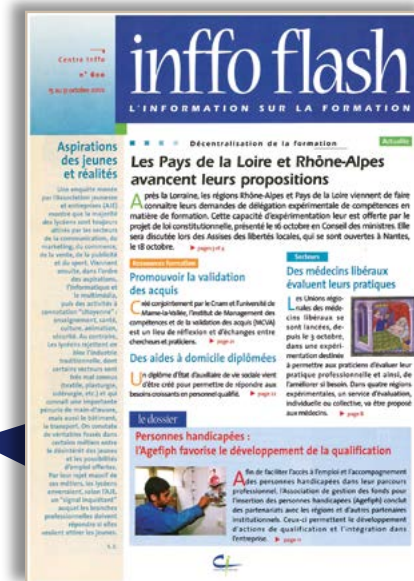 Centre Inffo
n° 600
15 au 31 octobre 2002
inffo flash
L'INFORMATION SUR LA FORMATION
Aspirations
des jeunes
et réalités
Une enquête menée
par l'Association jeunesse
et entreprises (AJE)
montre que la majorité
des lycéens sont toujours
attirés par les secteurs
de la communication, du
marketing, du commerce,
de la vente, de la publicité
et du sport. Viennent
ensuite, dans l'ordre
des aspirations,
l'informatique et
le multimédia,
puis des activités à
connotation "citoyenne" :
enseignement, santé,
culture, animation,
sécurité. Au contraire,
les lycéens rejettent en
bloc l'industrie
traditionnelle, dont
certains secteurs sont
très mal connus
(textile, plasturgie,
sidérurgie, etc.) et qui
connaît une importante
pénurie de main-d'œuvre,
mais aussi le bâtiment,
le transport. On constate
de véritables fossés dans
certains métiers entre
le désintérêt des jeunes
et les possibilités
d'emploi offertes.
Par leur rejet massif de
ces métiers, les lycéens
enverraient, selon l'AJE,
un "signal inquiétant"
auquel les branches
professionnelles doivent
répondre si elles
veulent attirer les jeunes.
Décentralisation de la formation
Actualité
Les Pays de la Loire et Rhône-Alpes
avancent leurs propositions
Après la Lorraine, les régions Rhône-Alpes et Pays de la Loire viennent de faire
connaître leurs demandes de délégation expérimentale de compétences en
matière de formation. Cette capacité d'expérimentation leur est offerte par le
projet de loi constitutionnelle, présenté le 16 octobre en Conseil des ministres. Elle
sera discutée lors des Assises des libertés locales, qui se sont ouvertes à Nantes,
le 18 octobre. ► pages 3 et 4
Ressources formation
Promouvoir la validation
des acquis
Créé conjointement par le Cnam et l'université de
Marne-la-Vallée, l'Institut de Management des
compétences et de la validation des acquis (IMCVA)
est un lieu de réflexion et d'échanges entre
chercheurs et praticiens. ► page 21
Des aides à domicile diplômées
Un diplôme d'État d'auxiliaire de vie sociale vient
d'être créé pour permettre de répondre aux
besoins croissants en personnel qualifié. ► page 22
Secteurs
Des médecins libéraux
évaluent leurs pratiques
Les Unions régio-
nales des méde-
cins libéraux se
sont lancées, de-
puis le 3 octobre,
dans une expéri-
mentation destinée
à permettre aux praticiens d'évaluer leur
pratique professionnelle et ainsi, de
l'améliorer si besoin. Dans quatre régions
expérimentales, un service d'évaluation,
individuelle ou collective, va être proposé
aux médecins. ► page 8
le dossier
Personnes handicapées :
l'Agefiph favorise le développement de la qualification
Afin de faciliter l'accès à l'emploi et l'accompagnement
des personnes handicapées dans leur parcours
professionnel, l'Association de gestion des fonds pour
l'insertion des personnes handicapées (Agefiph) conclut
des partenariats avec les régions et d'autres partenaires
institutionnels. Ceux-ci permettent le développement
d'actions de qualification et l'intégration dans
l'entreprise. ► page 11